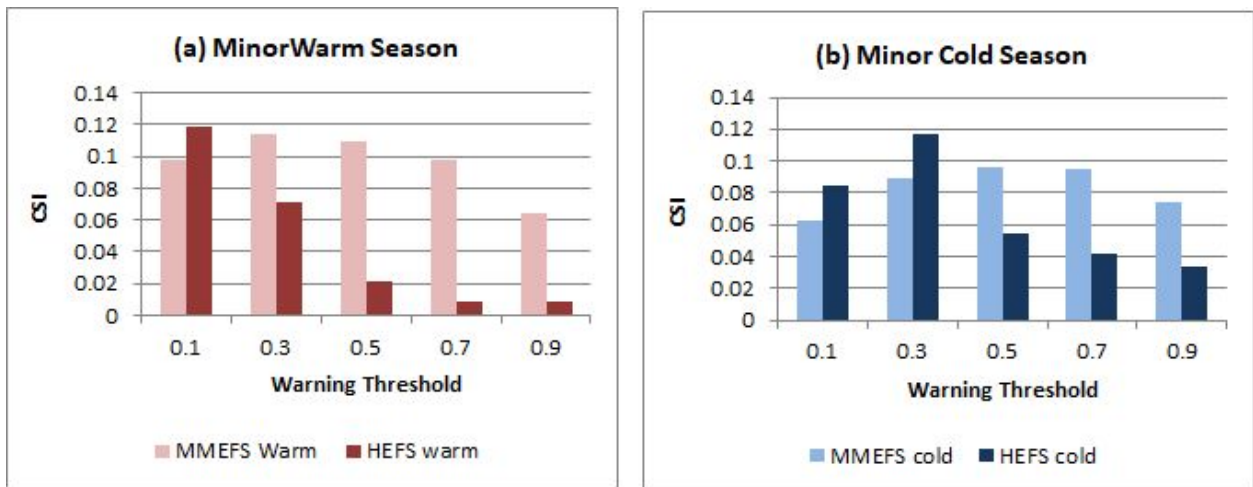 (a) MinorWarm Season
0.14
0.12
0.1
0.08
0.06
0.04
0.02
0
CSI
0.1 0.3 0.5 0.7 0.9
Warning Threshold
MMEFS Warm HEFS warm
(b) Minor Cold Season
0.14
0.12
0.1
0.08
0.06
0.04
0.02
0
CSI
0.1 0.3 0.5 0.7 0.9
Warning Threshold
MMEFS cold HEFS cold